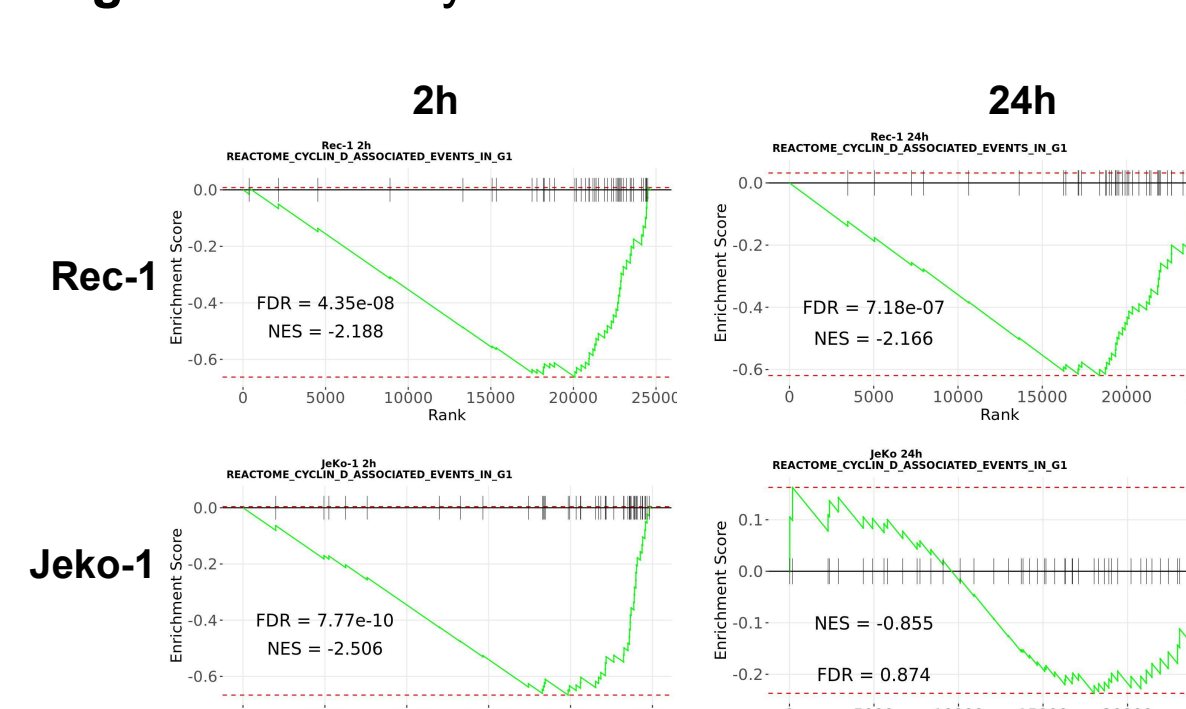 2h 24h
Rec-1 2h
REACTOME_CYCLIN_D_ASSOCIATED_EVENTS_IN_G1
Rec-1 24h
REACTOME_CYCLIN_D_ASSOCIATED_EVENTS_IN_G1
Rec-1
Enrichment Score
0.0
-0.2
-0.4
-0.6
FDR = 4.35e-08
NES = -2.188
0 5000 10000 15000 20000 25000
Rank
Enrichment Score
0.0
-0.2
-0.4
-0.6
FDR = 7.18e-07
NES = -2.166
0 5000 10000 15000 20000
Rank
JeKo-1 2h
REACTOME_CYCLIN_D_ASSOCIATED_EVENTS_IN_G1
JeKo 24h
REACTOME_CYCLIN_D_ASSOCIATED_EVENTS_IN_G1
Jeko-1
Enrichment Score
0.0
-0.2
-0.4
-0.6
FDR = 7.77e-10
NES = -2.506
Enrichment Score
0.1
0.0
-0.1
-0.2
NES = -0.855
FDR = 0.874